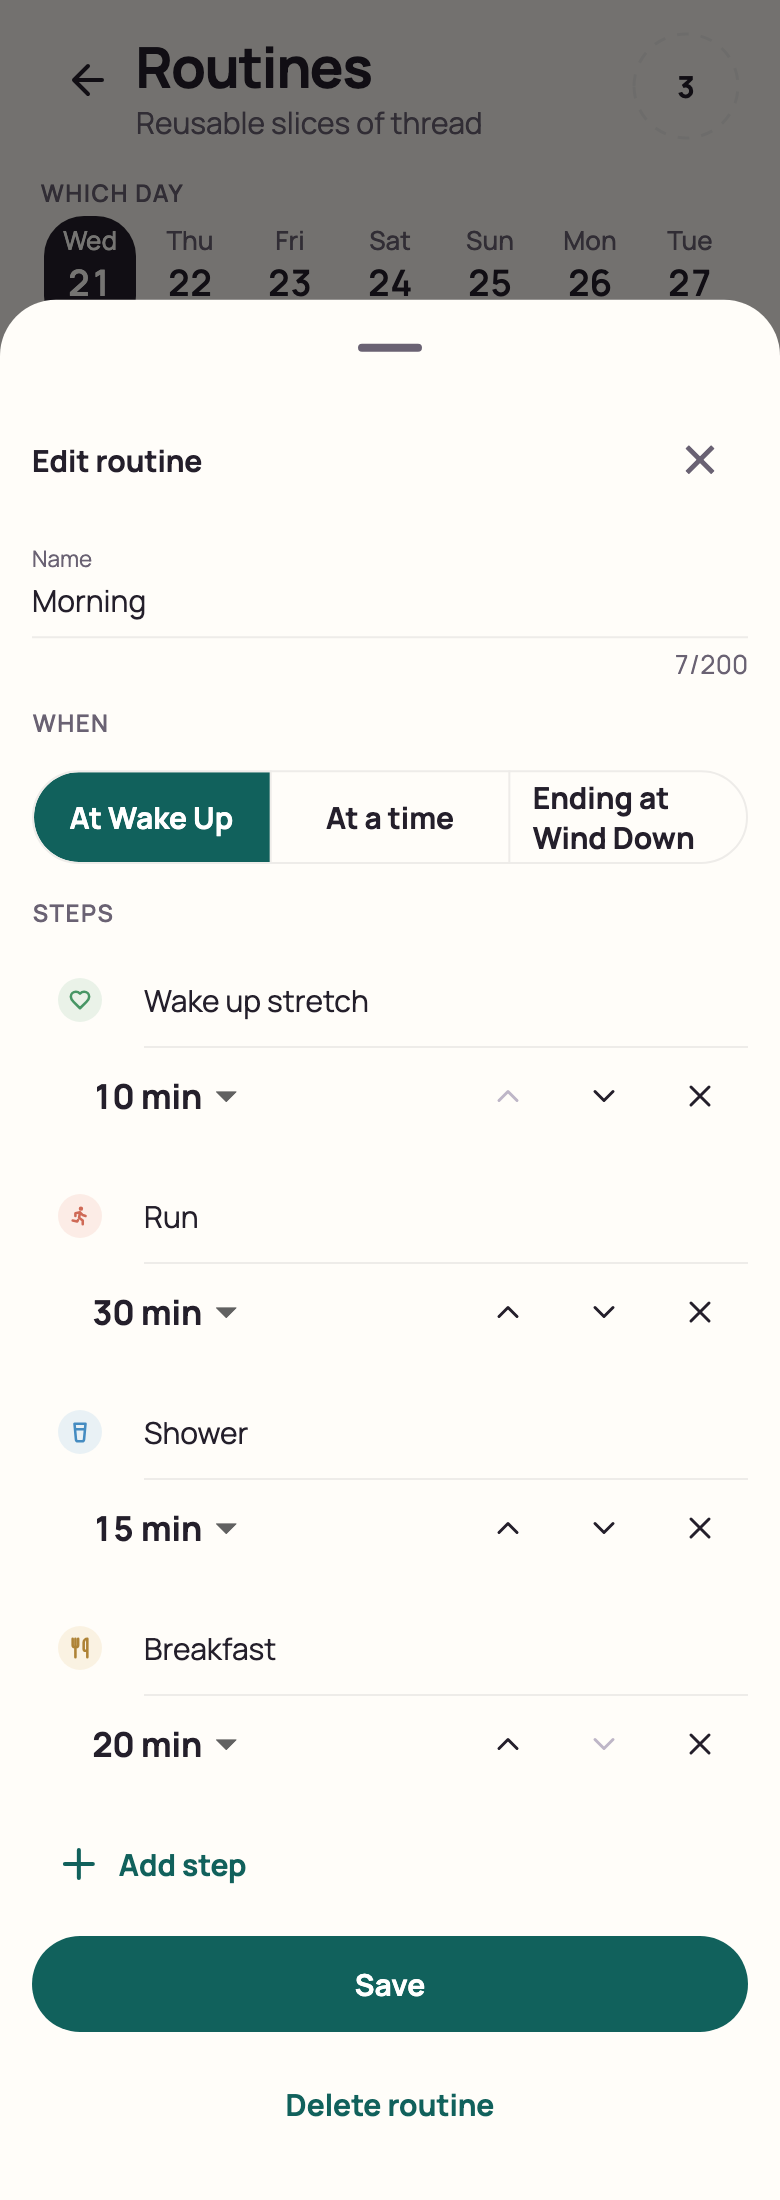 Routines
Reusable slices of thread
3
WHICH DAY
Wed Thu Fri Sat Sun Mon Tue
21 22 23 24 25 26 27
Edit routine
Name
Morning
7/200
WHEN
At Wake Up
At a time
Ending at
Wind Down
STEPS
Wake up stretch
10 min
Run
30 min
Shower
15 min
Breakfast
20 min
Add step
Save
Delete routine